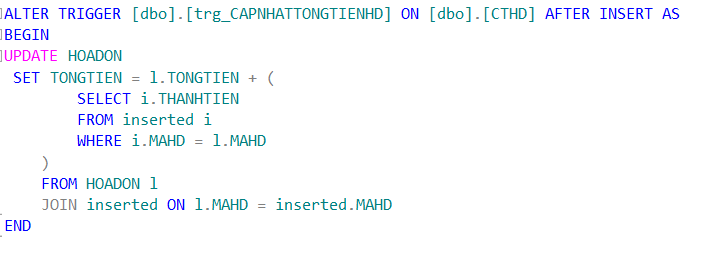 ALTER TRIGGER [dbo].[trg_CAPNHATTONGTIENHD] ON [dbo].[CTHD] AFTER INSERT AS
BEGIN
UPDATE HOADON
SET TONGTIEN = l.TONGTIEN + (
SELECT i.THANHTIEN
FROM inserted i
WHERE i.MAHD = l.MAHD
)
FROM HOADON l
JOIN inserted ON l.MAHD = inserted.MAHD
END